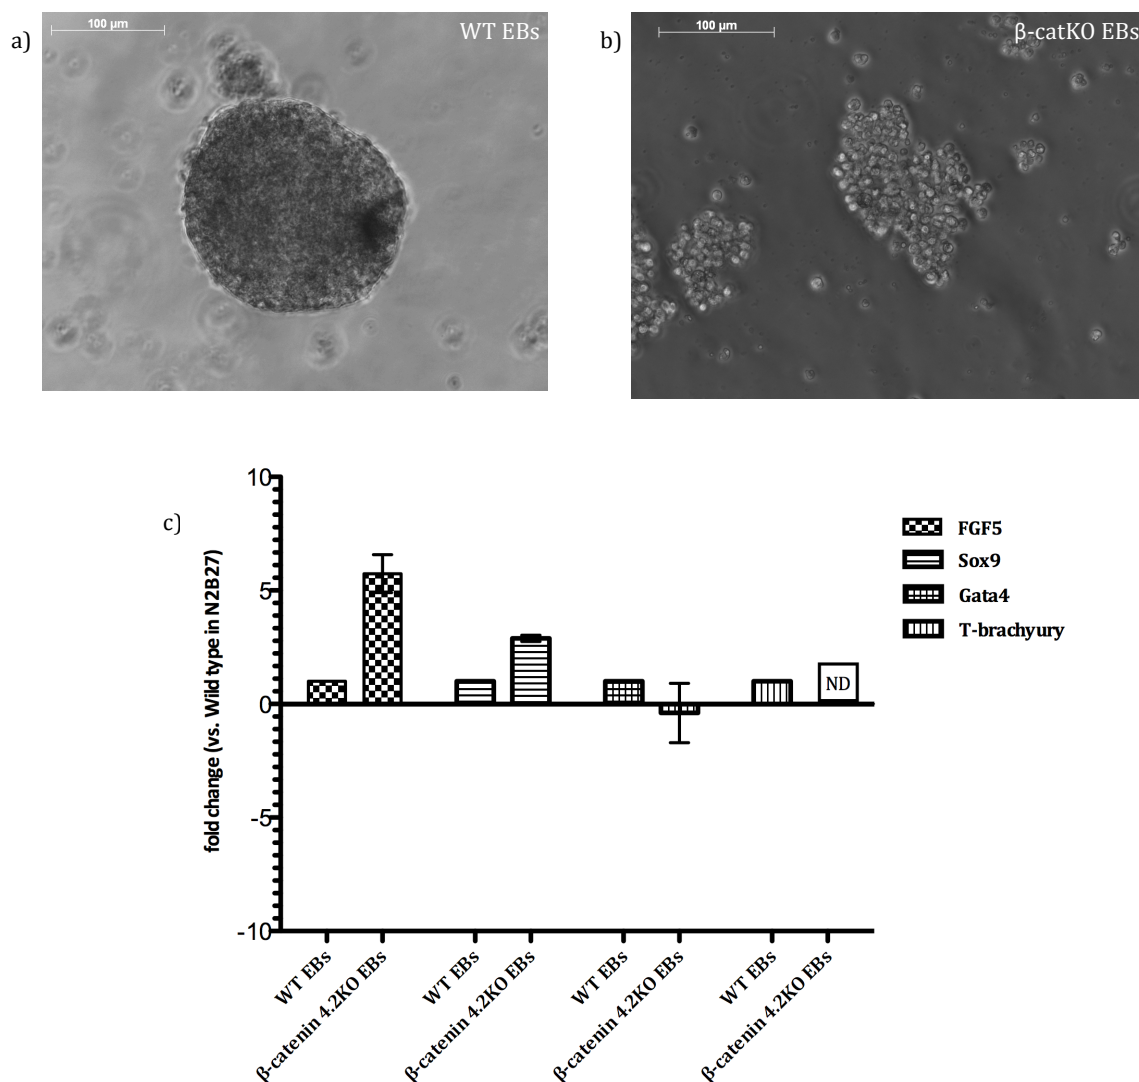 a)
100 µm
WT EBs
b)
100 µm
β-catKO EBs
c)
fold change (vs. Wild type in N2B27)
10
5
0
-5
-10
ND
FGF5
Sox9
Gata4
T-brachyury
WT EBs
β-catenin 4.2KO EBs
WT EBs
β-catenin 4.2KO EBs
WT EBs
β-catenin 4.2KO EBs
WT EBs
β-catenin 4.2KO EBs